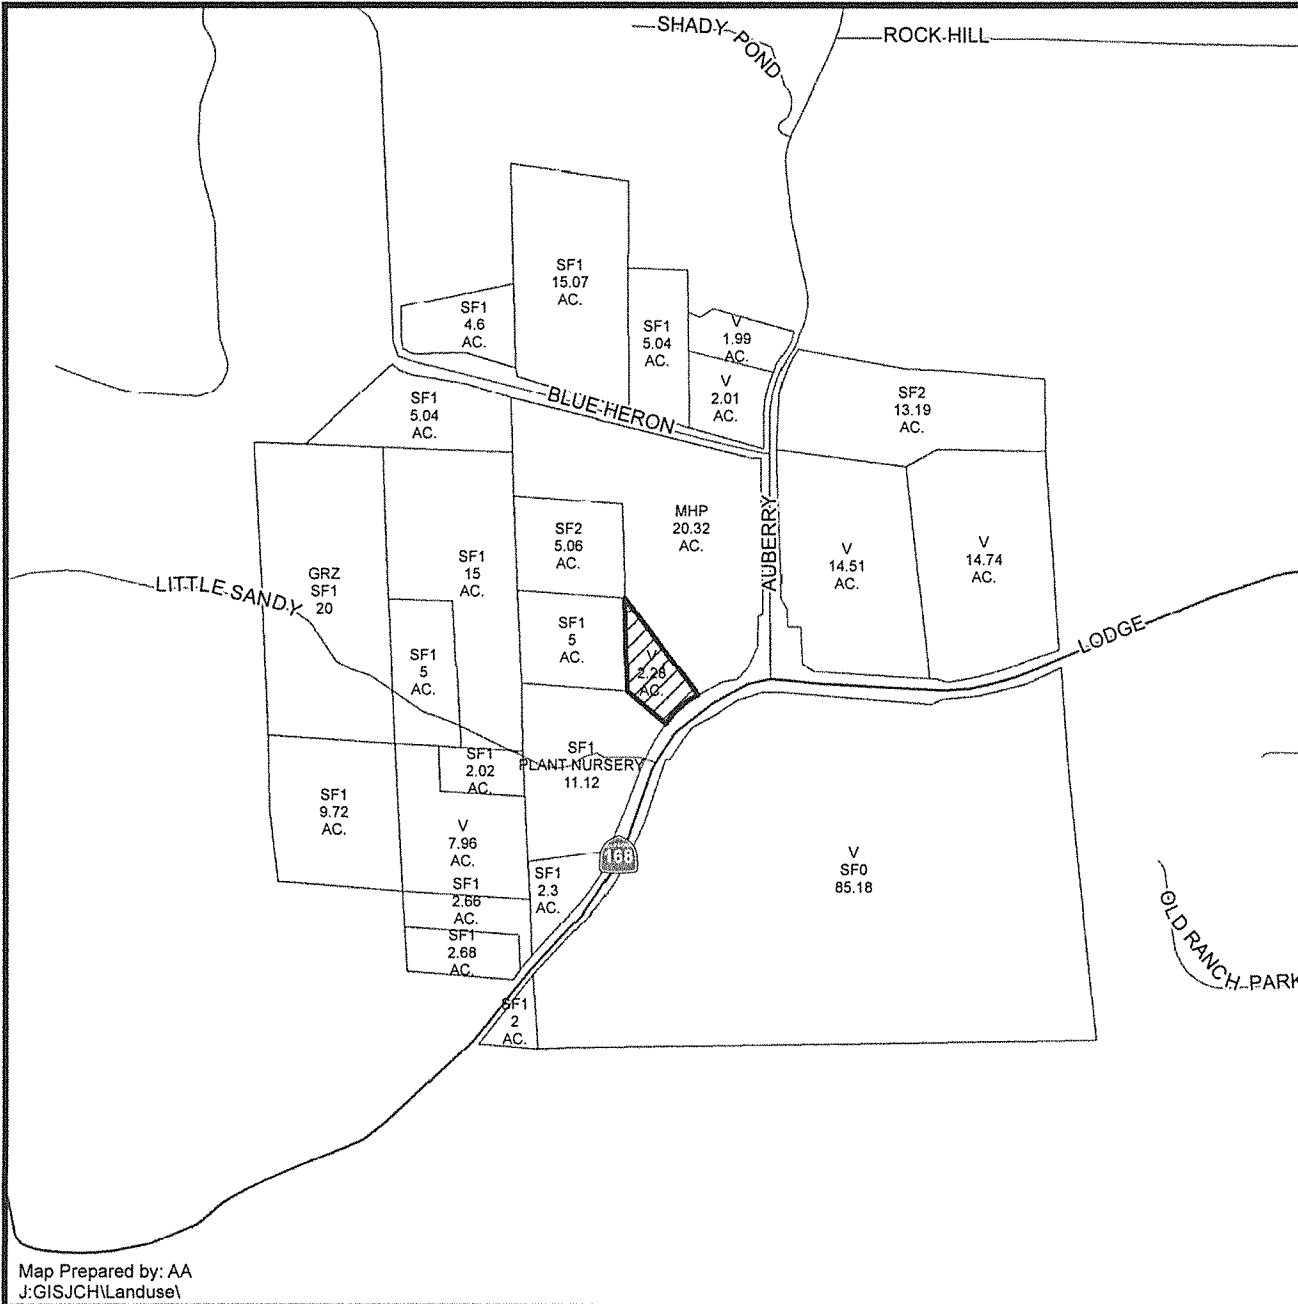 SHADY POND
ROCK HILL
SF1
15.07
AC.
SF1
4.6
AC.
SF1
5.04
AC.
V
1.99
AC.
V
2.01
AC.
SF2
13.19
AC.
SF1
5.04
AC.
BLUE HERON
AUBERRY
MHP
20.32
AC.
SF2
5.06
AC.
V
14.51
AC.
V
14.74
AC.
GRZ
SF1
20
SF1
15
AC.
LITTLE SANDY
SF1
5
AC.
SF1
5
AC.
V
2.28
AC.
LODGE
SF1
PLANT NURSERY
11.12
SF1
2.02
AC.
SF1
9.72
AC.
V
7.96
AC.
168
SF1
2.3
AC.
V
SF0
85.18
SF1
2.66
AC.
SF1
2.68
AC.
OLD RANCH PARK
SF1
2
AC.
Map Prepared by: AA
J:GISJCH\Landuse\